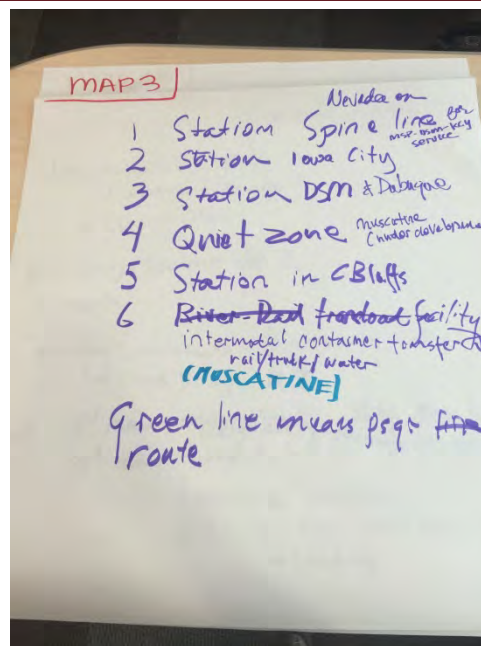 MAP3
Nevada on
1 Station Spine line for
MSP-DSM-KCY
service
2 Station Iowa City
3 Station DSM & Dubuque
4 Quiet zone muscatine
(under development
5 Station in CBluffs
6 River-Rail facility
intermodal container transfer
rail/truck/water
(MUSCATINE)
Green line means psgr
route